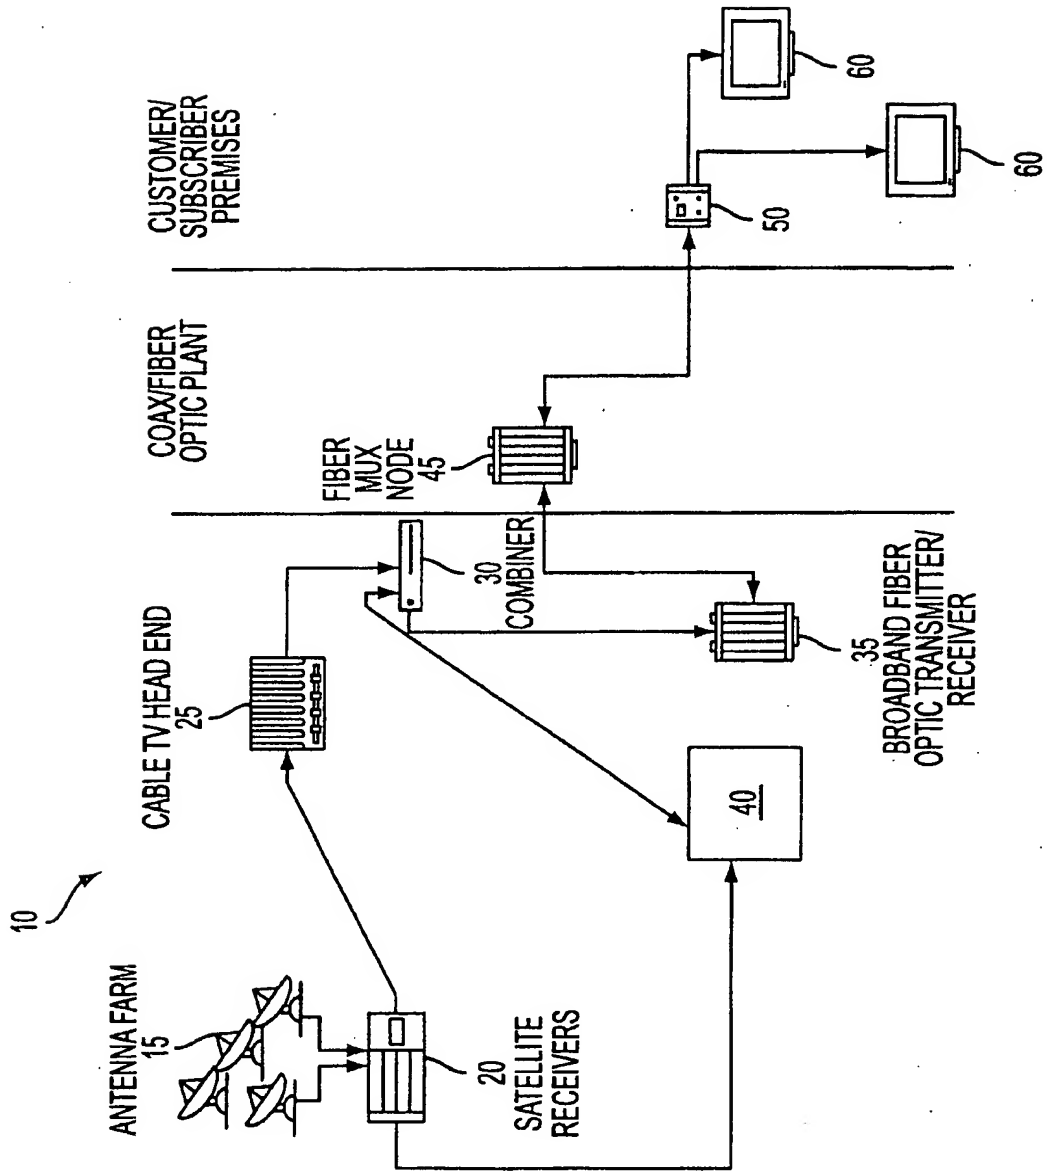 10
ANTENNA FARM
15
20
SATELLITE
RECEIVERS
CABLE TV HEAD END
25
30
COMBINER
40
35
BROADBAND FIBER
OPTIC TRANSMITTER/
RECEIVER
COAX/FIBER
OPTIC PLANT
FIBER
MUX
NODE
45
CUSTOMER/
SUBSCRIBER
PREMISES
50
60
60